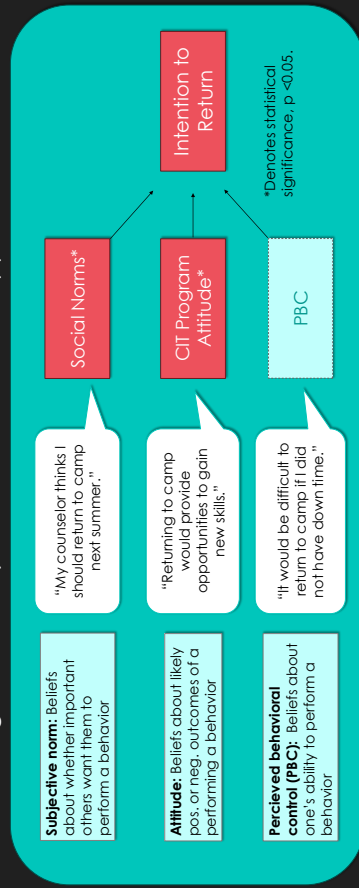 Subjective norm: Beliefs
about whether important
others want them to
perform a behavior
"My counselor thinks I
should return to camp
next summer."
Social Norms*
Attitude: Beliefs about likely
pos. or neg. outcomes of a
performing a behavior
"Returning to camp
would provide
opportunities to gain
new skills."
CIT Program
Attitude*
Intention to
Return
Percieved behavioral
control (PBC): Beliefs about
one's ability to perform a
behavior
"It would be difficult to
return to camp if I did
not have down time."
PBC
*Denotes statistical
significance, p <0.05.